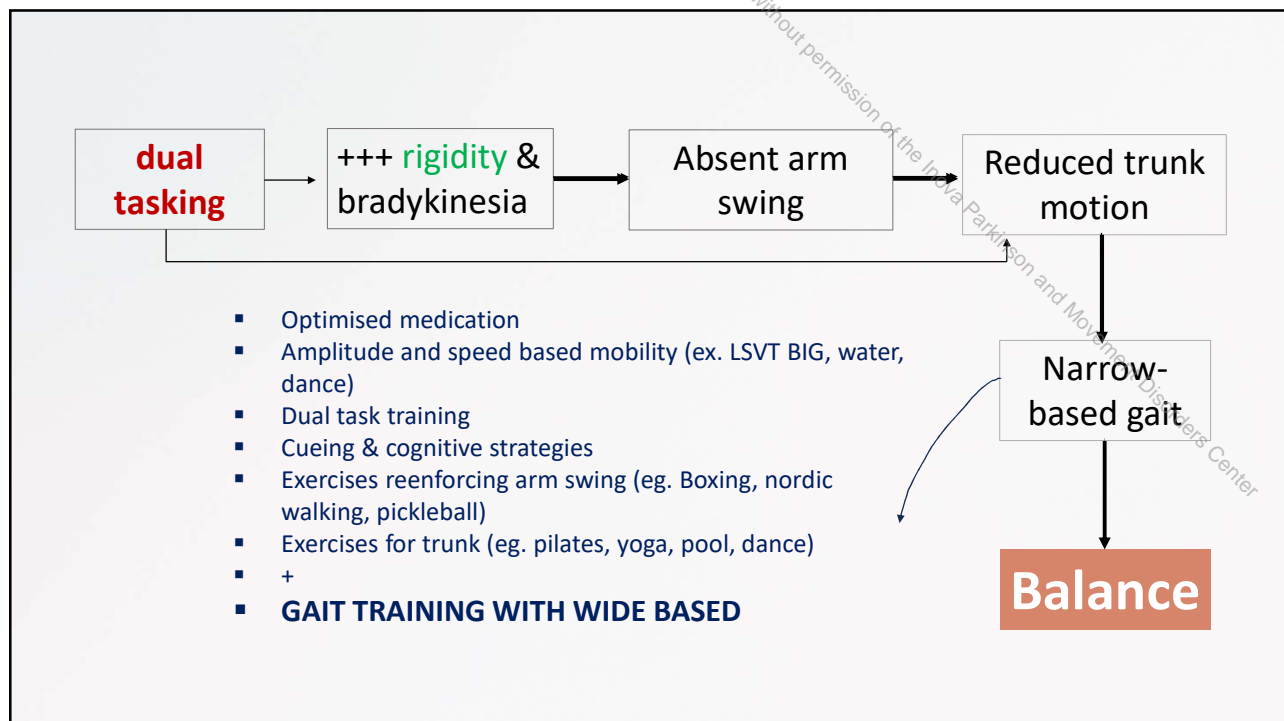 without permission of the Inova Parkinson and Movement Disorders Center
dual
tasking
+++ rigidity &
bradykinesia
Absent arm
swing
Reduced trunk
motion
▪ Optimised medication
▪ Amplitude and speed based mobility (ex. LSVT BIG, water,
dance)
▪ Dual task training
▪ Cueing & cognitive strategies
▪ Exercises reenforcing arm swing (eg. Boxing, nordic
walking, pickleball)
▪ Exercises for trunk (eg. pilates, yoga, pool, dance)
▪ +
▪ GAIT TRAINING WITH WIDE BASED
Narrow-
based gait
Balance